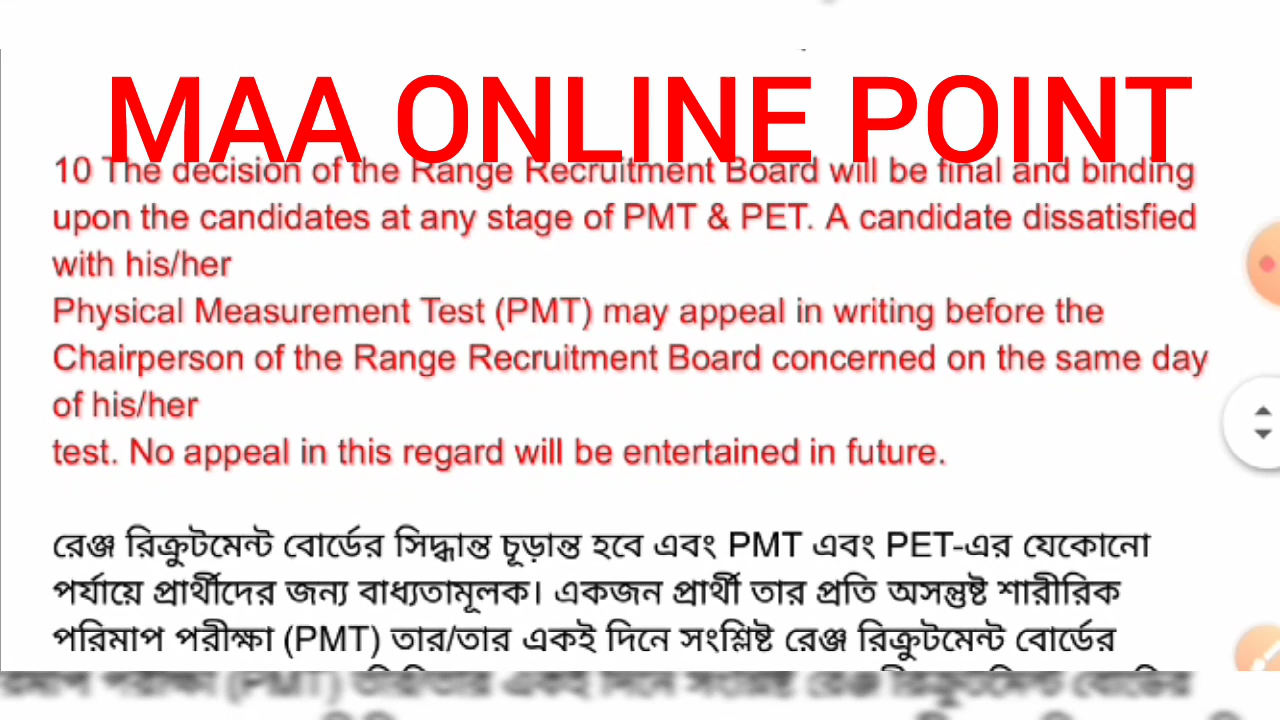 MAA ONLINE POINT
10 The decision of the Range Recruitment Board will be final and binding
upon the candidates at any stage of PMT & PET. A candidate dissatisfied
with his/her
Physical Measurement Test (PMT) may appeal in writing before the
Chairperson of the Range Recruitment Board concerned on the same day
of his/her
test. No appeal in this regard will be entertained in future.
রেঞ্জ রিক্রুটমেন্ট বোর্ডের সিদ্ধান্ত চূড়ান্ত হবে এবং PMT এবং PET-এর যেকোনো
পর্যায়ে প্রার্থীদের জন্য বাধ্যতামূলক। একজন প্রার্থী তার প্রতি অসন্তুষ্ট শারীরিক
পরিমাপ পরীক্ষা (PMT) তার/তার একই দিনে সংশ্লিষ্ট রেঞ্জ রিক্রুটমেন্ট বোর্ডের